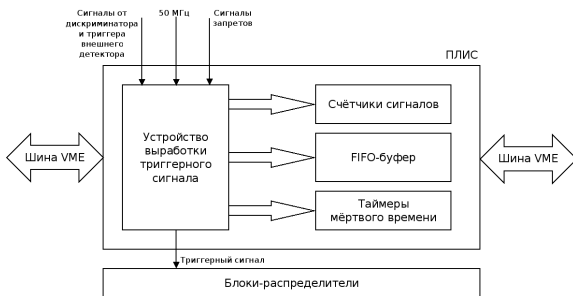 Сигналы от
дискриминатора
и триггера
внешнего
детектора
50 МГц
Сигналы
запретов
ПЛИС
Шина VME
Устройство
выработки
триггерного
сигнала
Счётчики сигналов
FIFO-буфер
Таймеры
мёртвого времени
Шина VME
Триггерный сигнал
Блоки-распределители